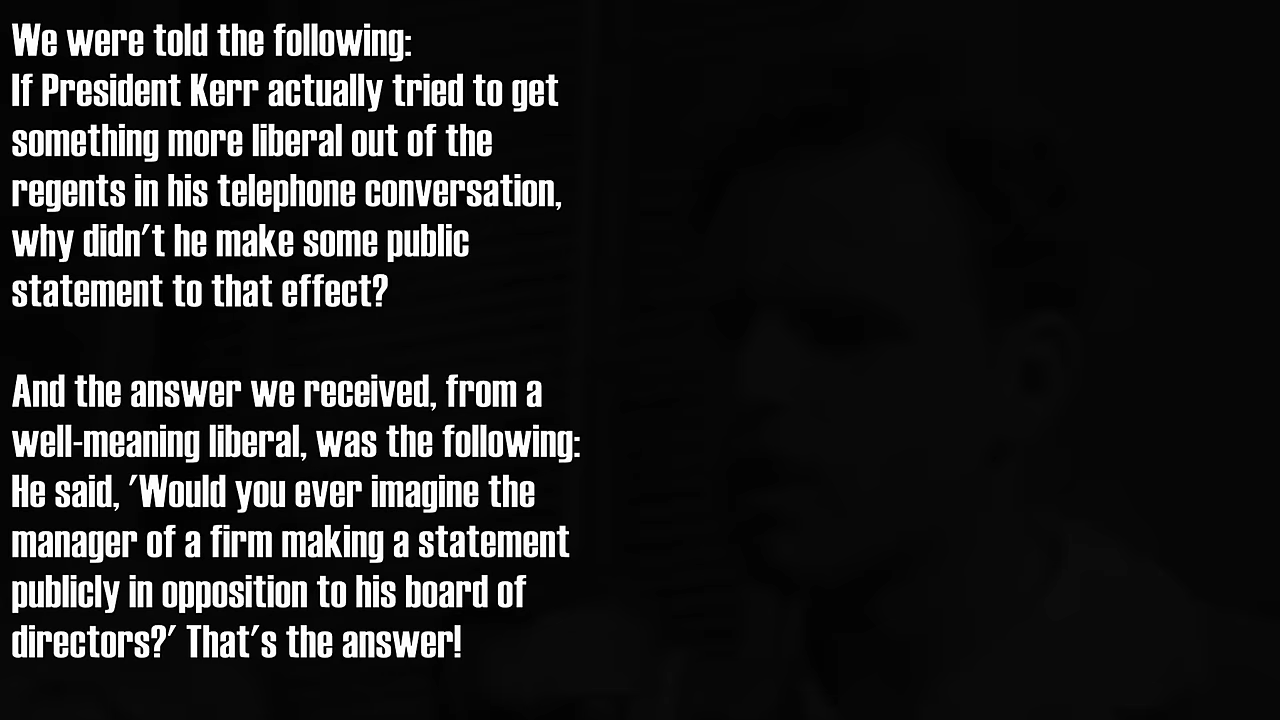 We were told the following:
If President Kerr actually tried to get
something more liberal out of the
regents in his telephone conversation,
why didn't he make some public
statement to that effect?
And the answer we received, from a
well-meaning liberal, was the following:
He said, 'Would you ever imagine the
manager of a firm making a statement
publicly in opposition to his board of
directors?' That's the answer!